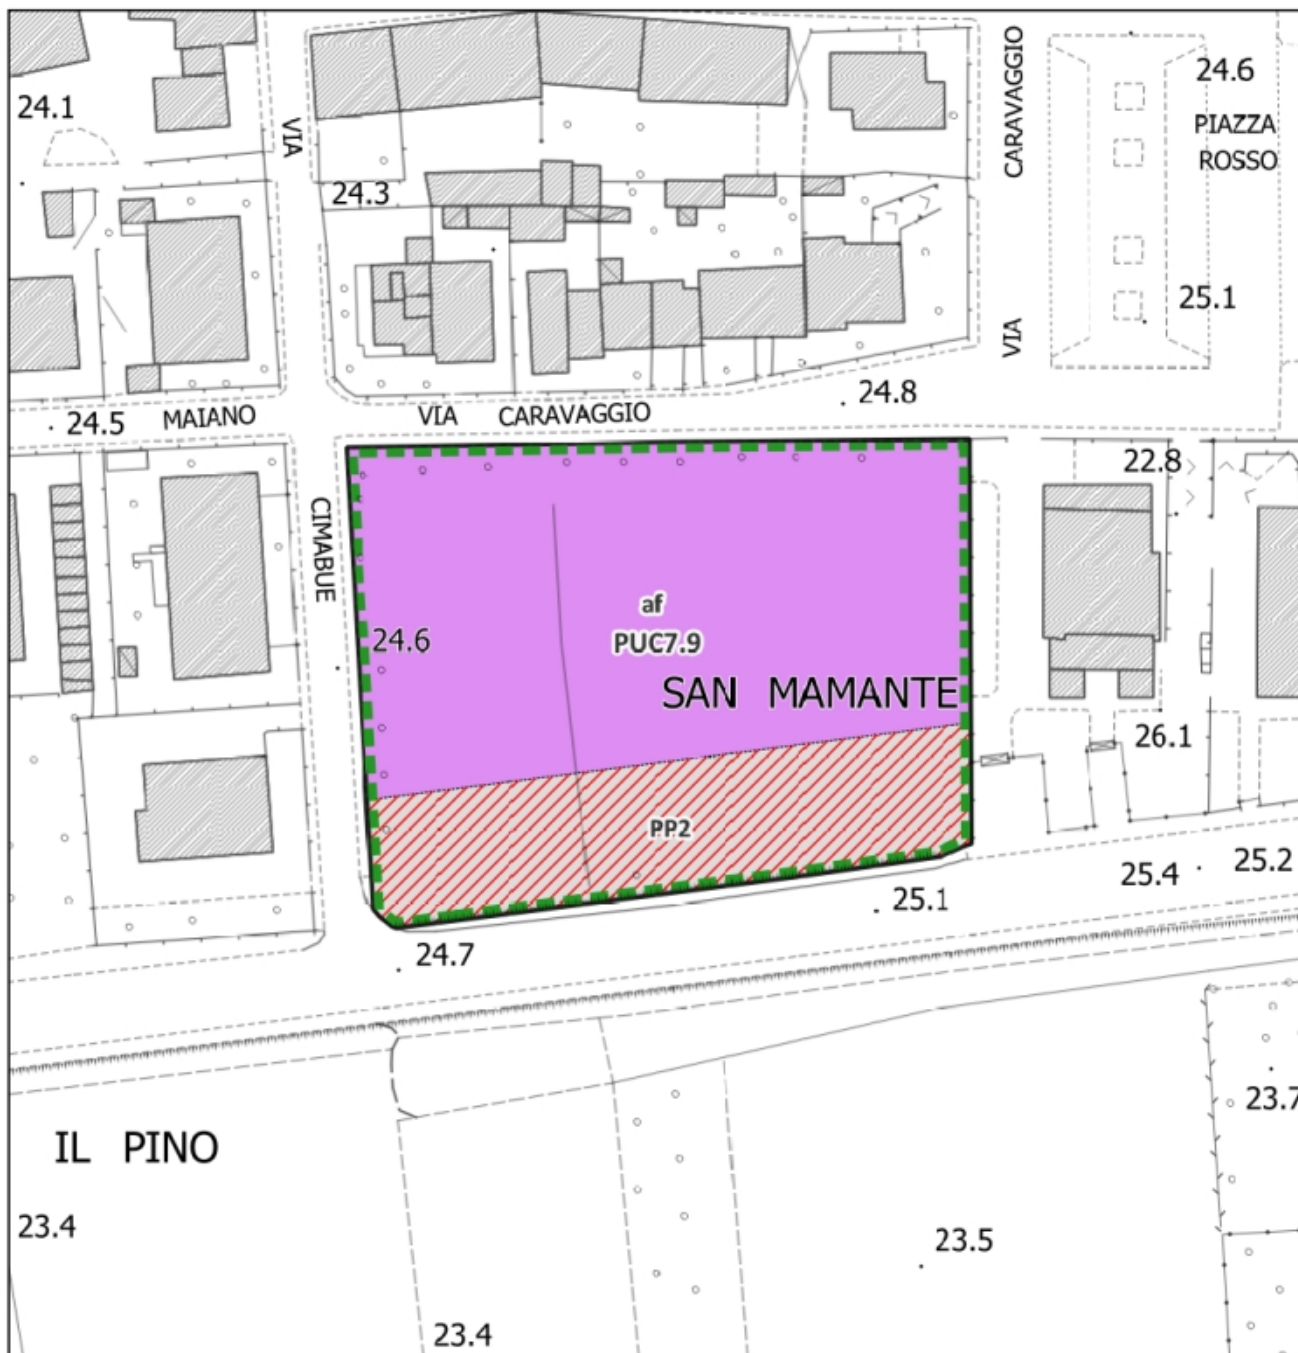 24.1
VIA
24.3
CARAVAGGIO
24.6
PIAZZA
ROSSO
25.1
VIA
24.8
24.5
MAIANO
VIA CARAVAGGIO
22.8
CIMABUE
24.6
af
PUC7.9
SAN MAMANTE
26.1
PP2
25.4
25.2
25.1
24.7
23.7
IL PINO
23.4
23.5
23.4